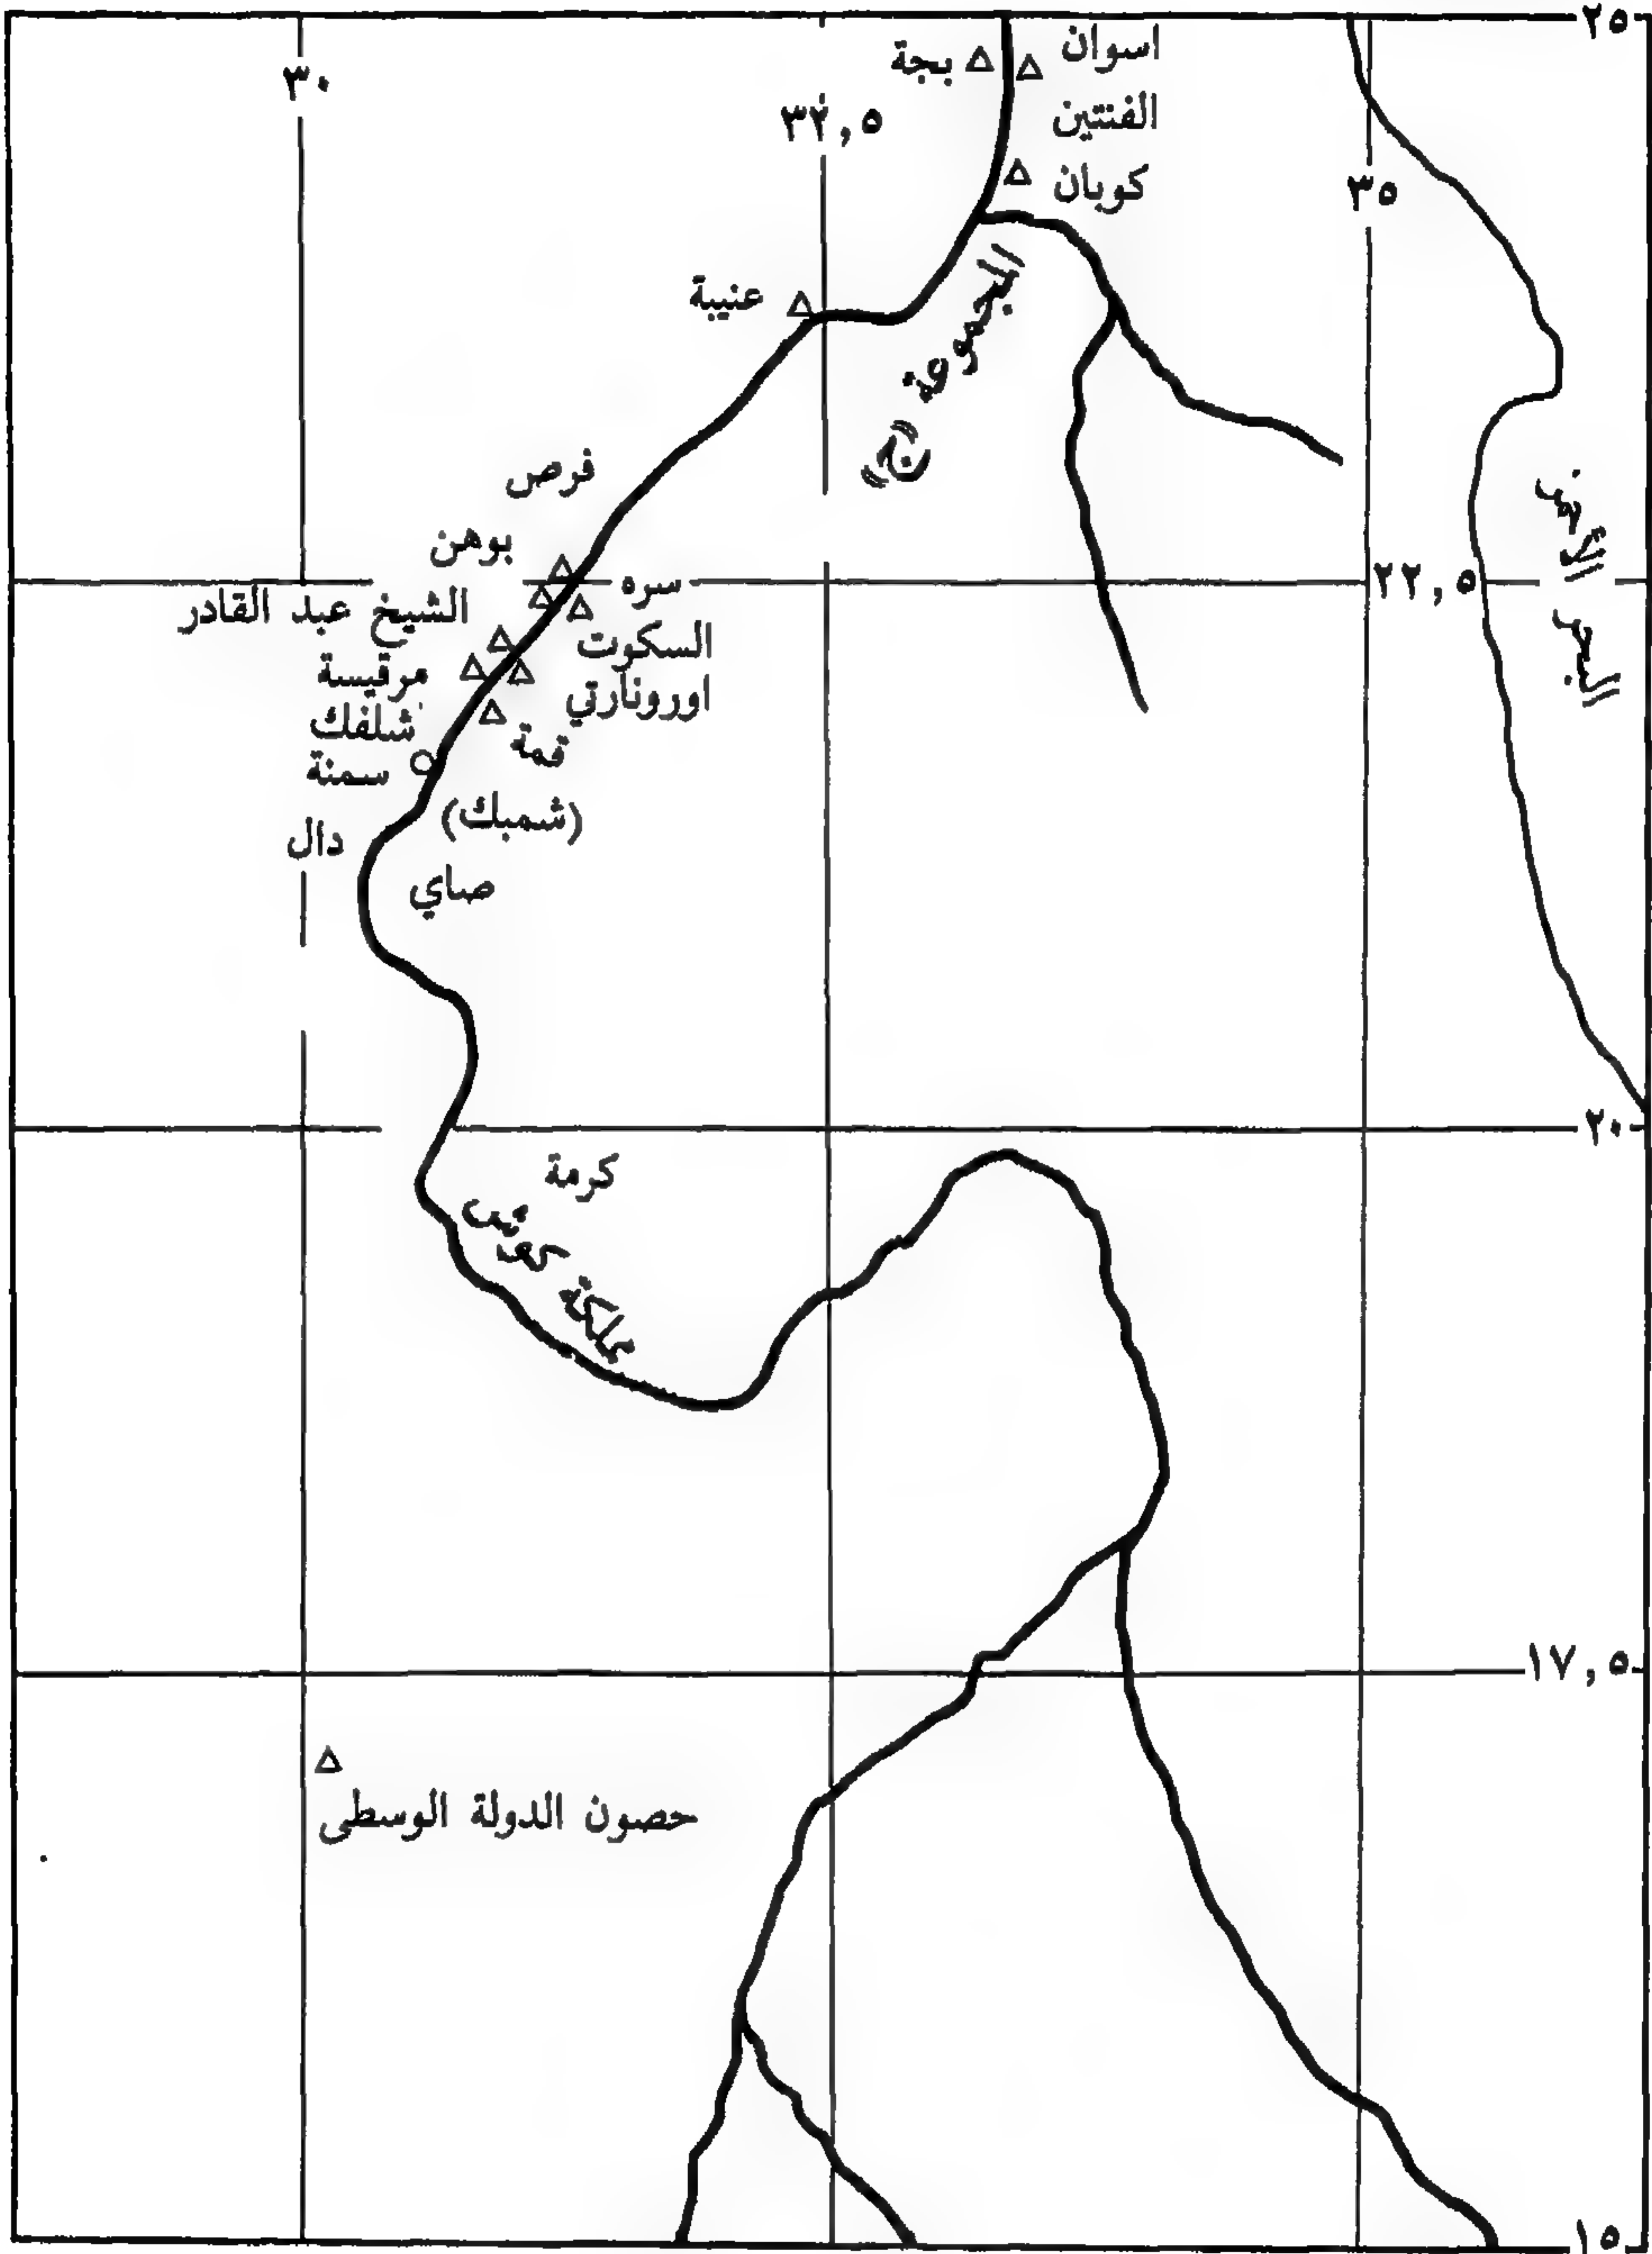 ٢٥
اسوان
بجة
٣٠
الفنتين
٣٢,٥
كوبان
٣٥
عنيبة
المجموعة
«ج»
فرص
البحر الأحمر
بوهن
سره
٢٢,٥
الشيخ عبد القادر
السكوت
مرقيسة
اورونارتي
شلفك
قمة
سمنة
(شمبك)
دال
صاي
٢٠
كرمة
مملكة كوش
١٧,٥
حصون الدولة الوسطى
١٥